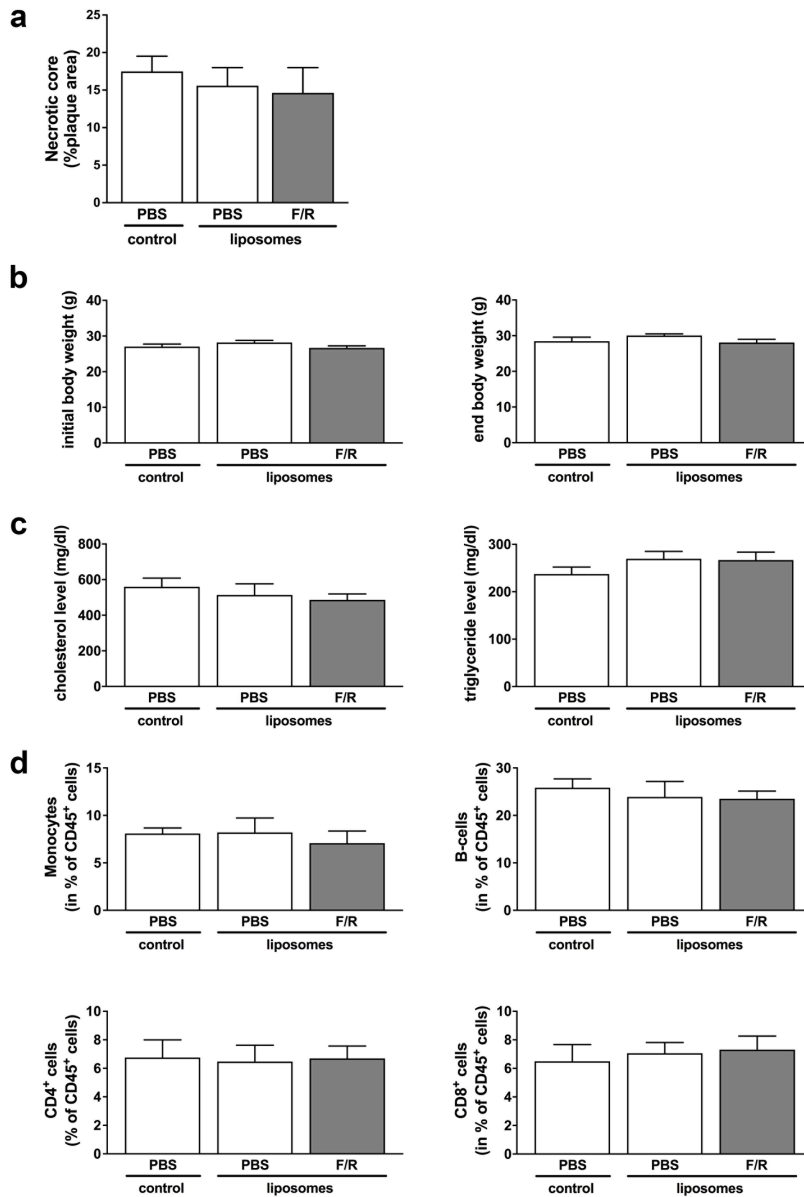 a
Necrotic core
(%plaque area)
25
20
15
10
5
0
PBS PBS F/R
control liposomes
b
initial body weight (g)
40
30
20
10
0
PBS PBS F/R
control liposomes
end body weight (g)
40
30
20
10
0
PBS PBS F/R
control liposomes
c
cholesterol level (mg/dl)
800
600
400
200
0
PBS PBS F/R
control liposomes
triglyceride level (mg/dl)
300
200
100
0
PBS PBS F/R
control liposomes
d
Monocytes
(in % of CD45⁺ cells)
15
10
5
0
PBS PBS F/R
control liposomes
B-cells
(in % of CD45⁺ cells)
30
20
10
0
PBS PBS F/R
control liposomes
CD4⁺ cells
(% of CD45⁺ cells)
8
6
4
2
0
PBS PBS F/R
control liposomes
CD8⁺ cells
(in % of CD45⁺ cells)
10
8
6
4
2
0
PBS PBS F/R
control liposomes